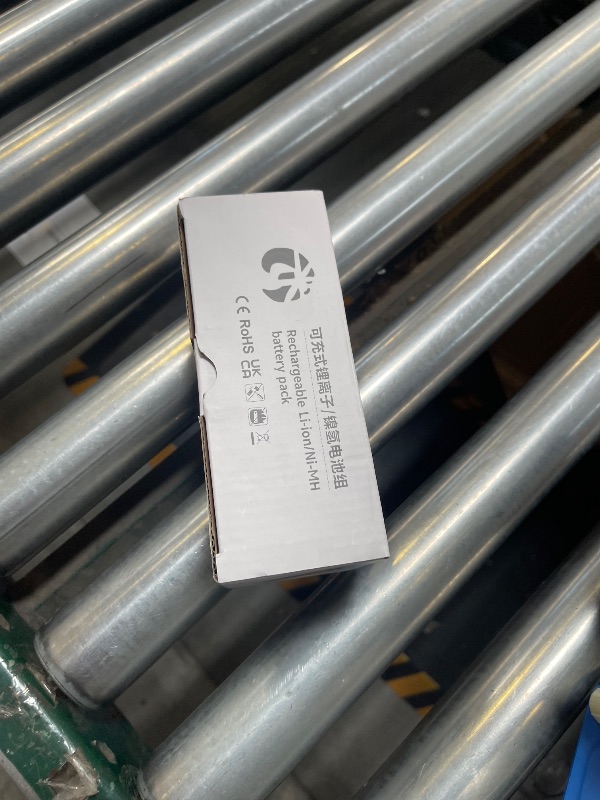 可充式锂离子/镍氢电池组
Rechargeable Li-ion/Ni-MH
battery pack
CE RoHS UK
CA